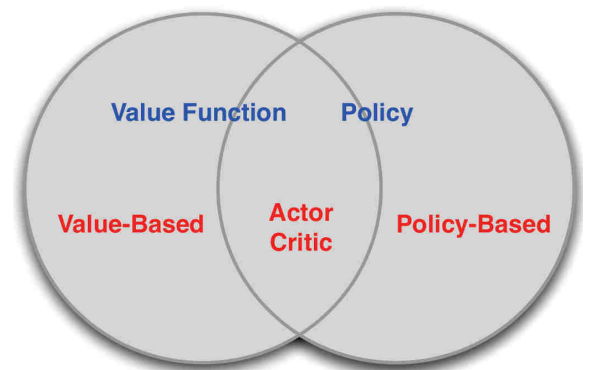 Value Function
Policy
Value-Based
Actor
Critic
Policy-Based